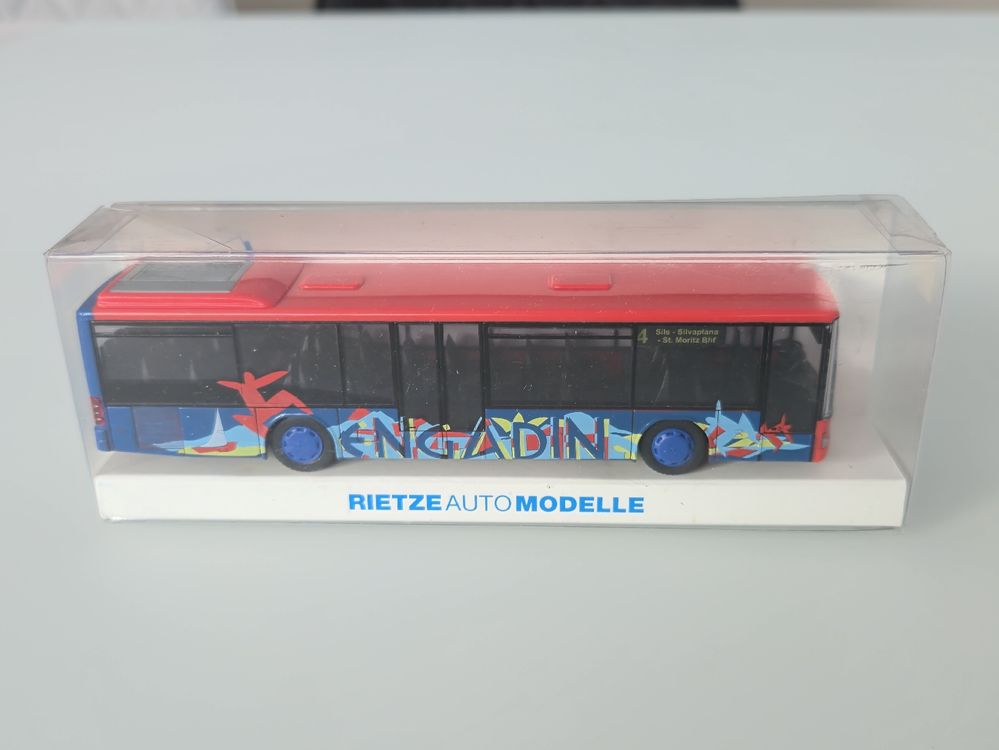 4
Sils - Silvaplana
- St. Moritz Bhf
ENGADIN
RIETZE AUTO MODELLE